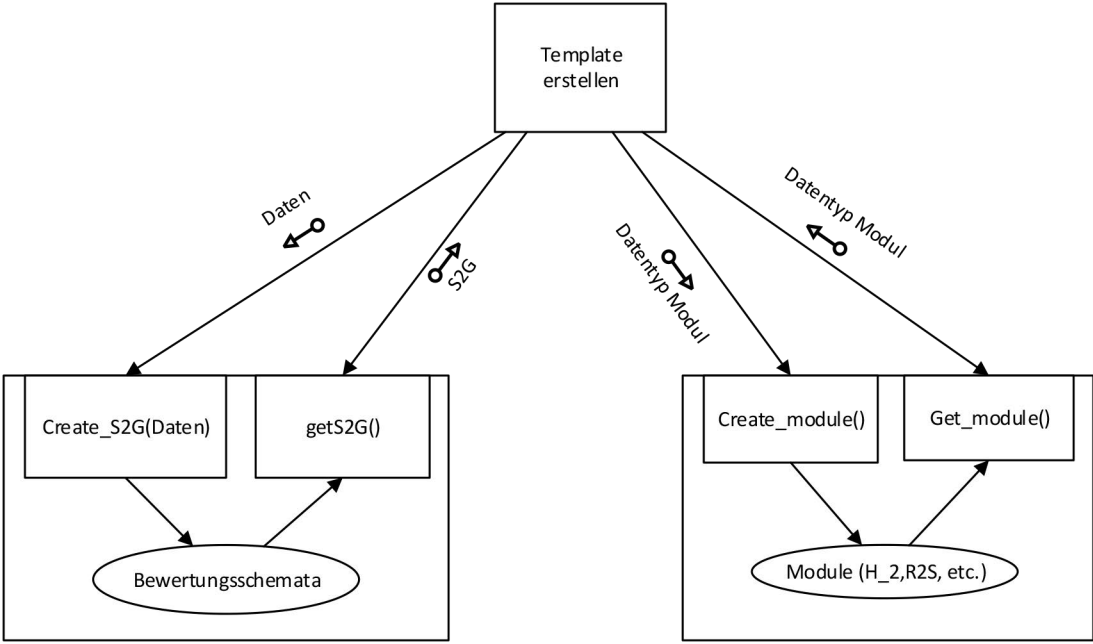 Template
erstellen
Daten
S2G
Datentyp Modul
Datentyp Modul
Create_S2G(Daten)
getS2G()
Create_module()
Get_module()
Bewertungsschemata
Module (H_2,R2S, etc.)